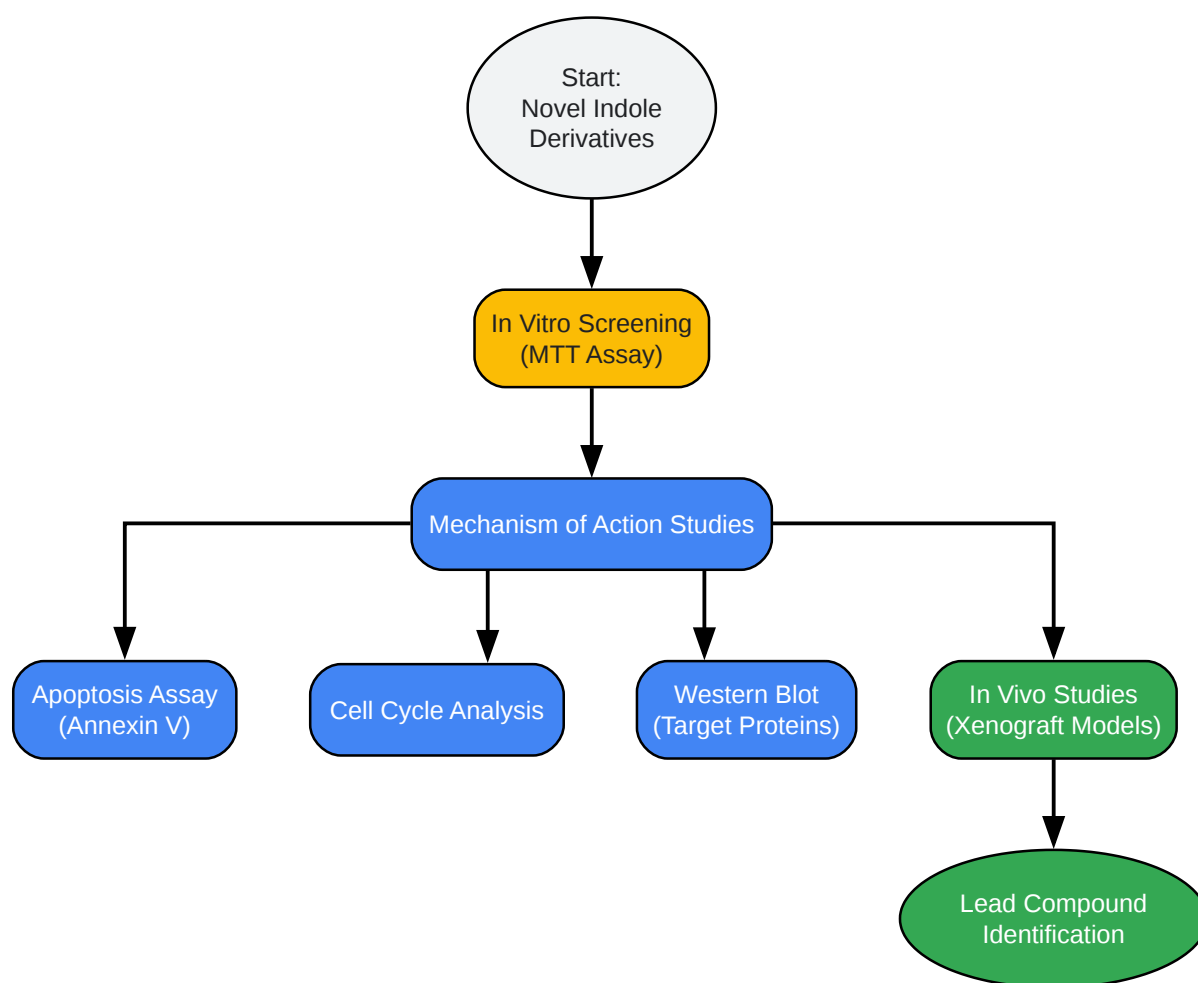 Start:
Novel Indole
Derivatives
In Vitro Screening
(MTT Assay)
Mechanism of Action Studies
Apoptosis Assay
(Annexin V)
Cell Cycle Analysis
Western Blot
(Target Proteins)
In Vivo Studies
(Xenograft Models)
Lead Compound
Identification